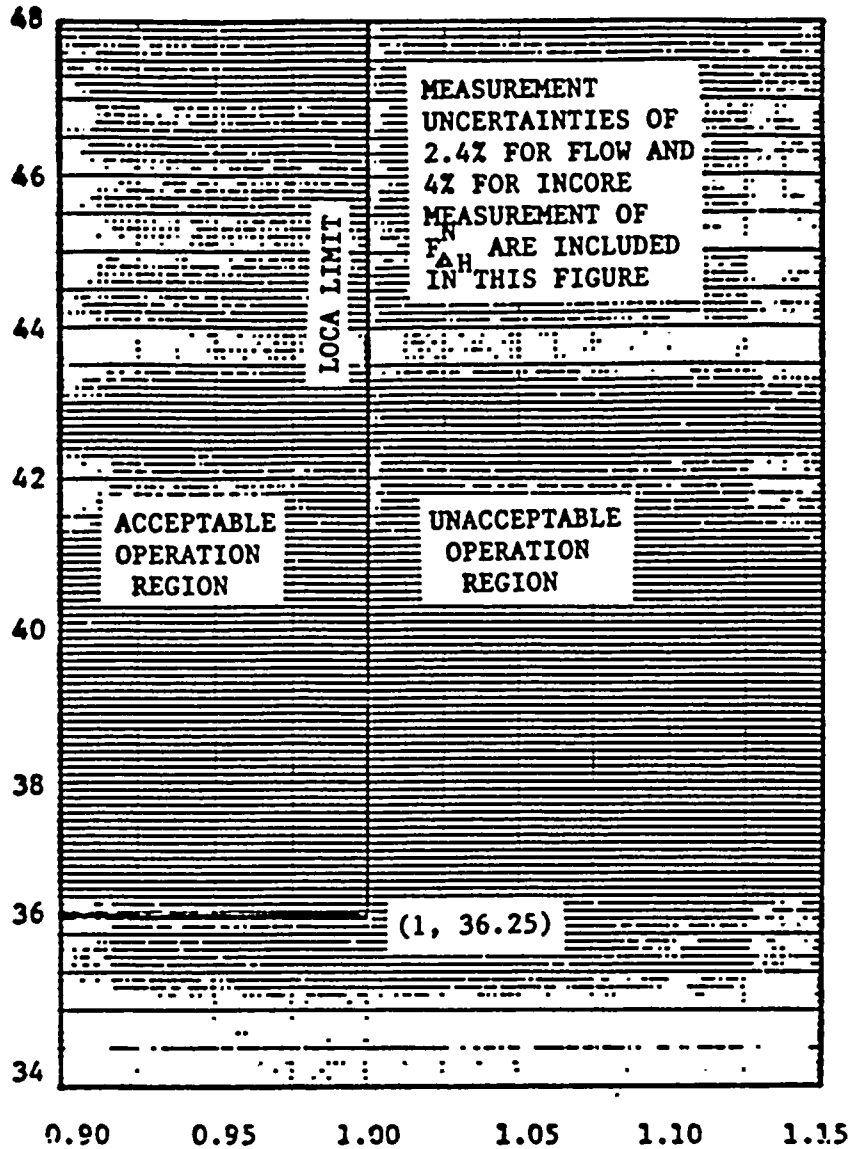 48
46
44
42
40
38
36
34
MEASUREMENT
UNCERTAINTIES OF
2.4% FOR FLOW AND
4% FOR INCORE
MEASUREMENT OF
F^N_ΔH ARE INCLUDED
IN THIS FIGURE
LOCA LIMIT
ACCEPTABLE
OPERATION
REGION
UNACCEPTABLE
OPERATION
REGION
(1, 36.25)
0.90 0.95 1.00 1.05 1.10 1.15